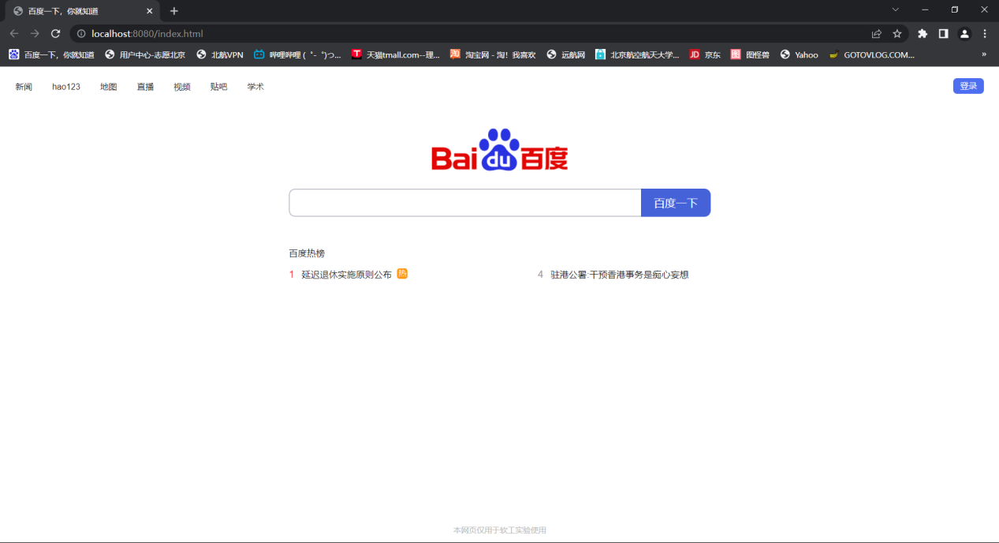 百度一下，你就知道
localhost:8080/index.html
百度一下，你就知道 用户中心-志愿北京 北航VPN 哔哩哔哩 ( ゜- ゜)つ... T 天猫tmall.com--理... 淘 淘宝网 - 淘！我喜欢 远航网 北京航空航天大学... JD 京东 图 图怪兽 Yahoo GOTOVLOG.COM... »
新闻 hao123 地图 直播 视频 贴吧 学术 登录
Bai du 百度
百度一下
百度热榜
1 延迟退休实施原则公布 热 4 驻港公署:干预香港事务是痴心妄想
本网页仅用于软工实验使用